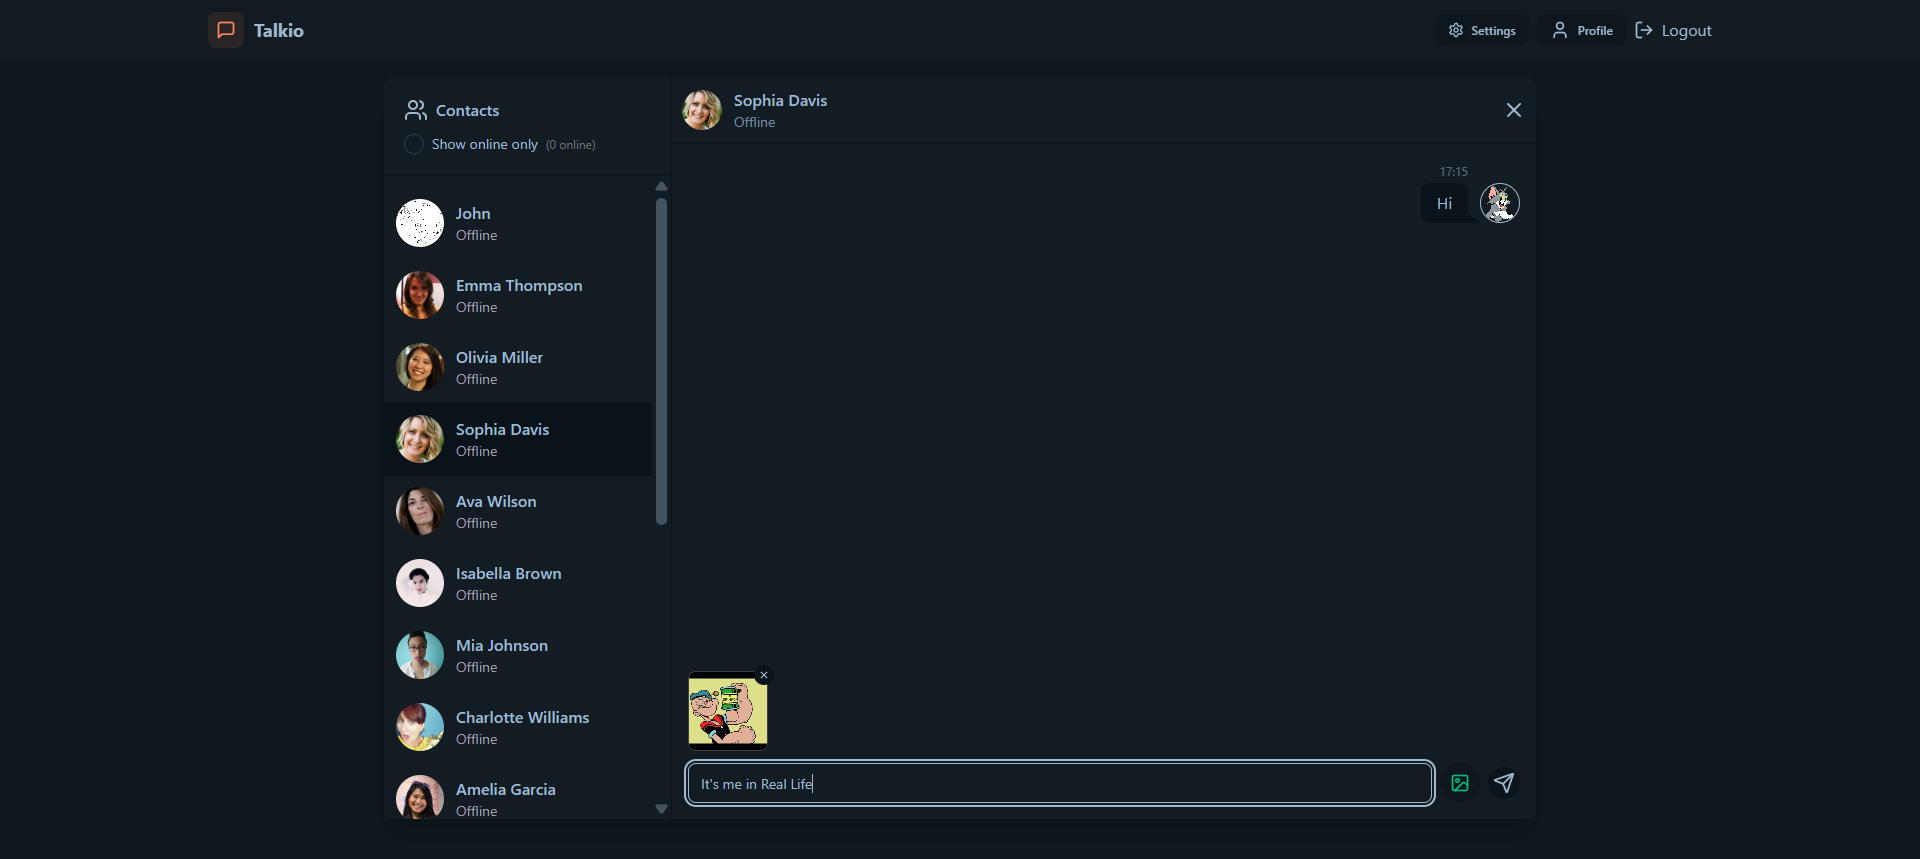 Talkio
Settings
Profile
Logout
Contacts
Show online only (0 online)
John
Offline
Emma Thompson
Offline
Olivia Miller
Offline
Sophia Davis
Offline
Ava Wilson
Offline
Isabella Brown
Offline
Mia Johnson
Offline
Charlotte Williams
Offline
Amelia Garcia
Offline
Sophia Davis
Offline
17:15
Hi
It's me in Real Life